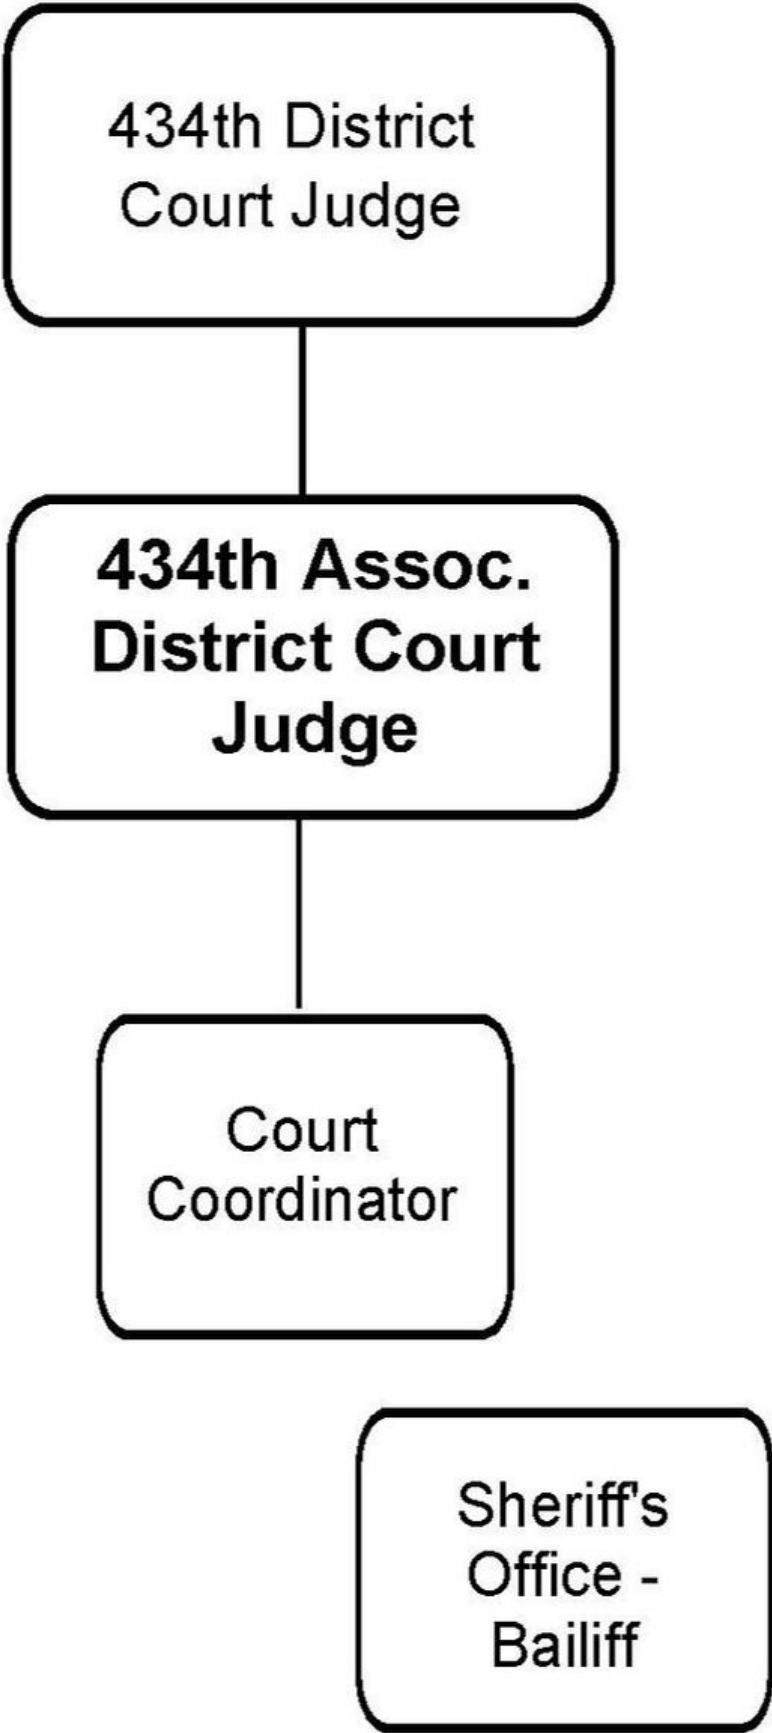 434th District
Court Judge
434th Assoc.
District Court
Judge
Court
Coordinator
Sheriff's
Office -
Bailiff